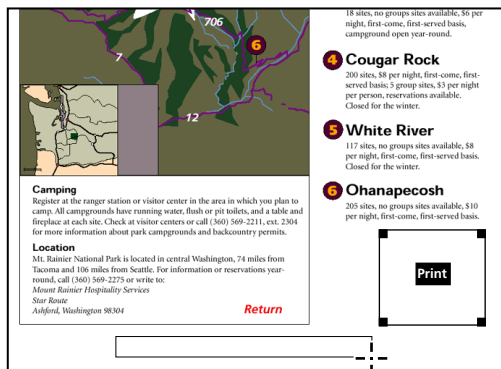 18 sites, no groups sites available, $6 per
night, first-come, first-served basis,
campground open year-round.
706
6
7
12
4 Cougar Rock
200 sites, $8 per night, first-come, first-
served basis; 5 group sites, $3 per night
per person, reservations available.
Closed for the winter.
5 White River
117 sites, no groups sites available, $8
per night, first-come, first-served basis.
Closed for the winter.
6 Ohanapecosh
205 sites, no groups sites available, $10
per night, first-come, first-served basis.
Camping
Register at the ranger station or visitor center in the area in which you plan to
camp. All campgrounds have running water, flush or pit toilets, and a table and
fireplace at each site. Check at visitor centers or call (360) 569-2211, ext. 2304
for more information about park campgrounds and backcountry permits.
Location
Mt. Rainier National Park is located in central Washington, 74 miles from
Tacoma and 106 miles from Seattle. For information or reservations year-
round, call (360) 569-2275 or write to:
Mount Rainier Hospitality Services
Star Route
Ashford, Washington 98304
Return
Print